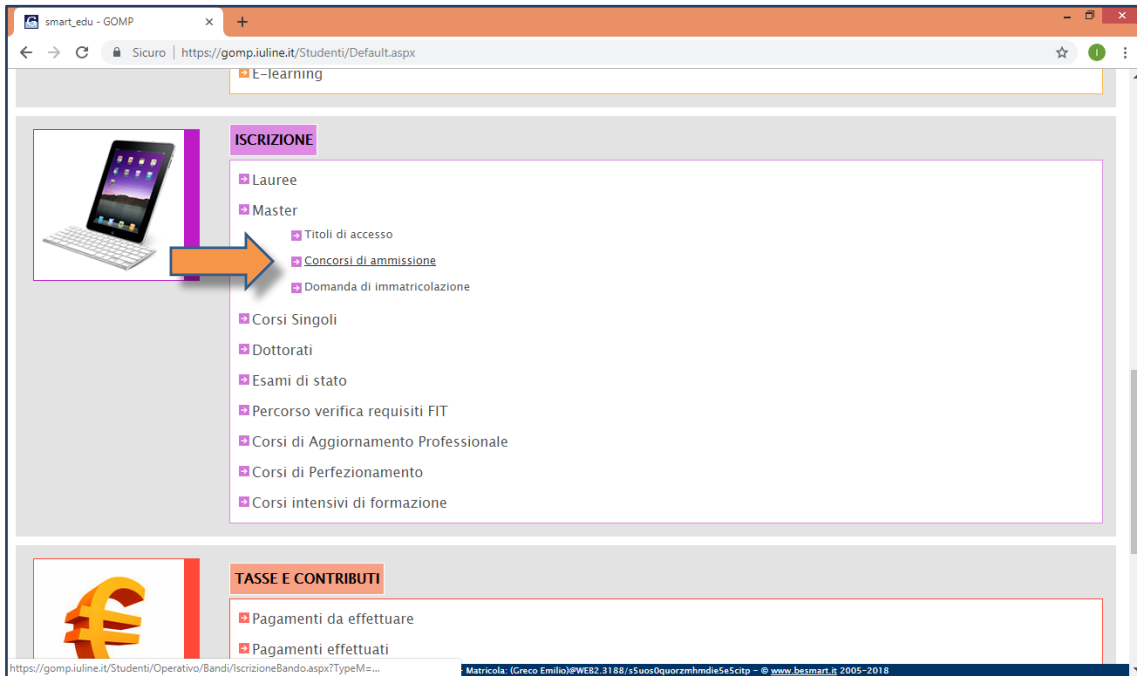 smart_edu - GOMP
Sicuro | https://gomp.iuline.it/Studenti/Default.aspx
I
E-learning
ISCRIZIONE
Lauree
Master
Titoli di accesso
Concorsi di ammissione
Domanda di immatricolazione
Corsi Singoli
Dottorati
Esami di stato
Percorso verifica requisiti FIT
Corsi di Aggiornamento Professionale
Corsi di Perfezionamento
Corsi intensivi di formazione
TASSE E CONTRIBUTI
Pagamenti da effettuare
Pagamenti effettuati
https://gomp.iuline.it/Studenti/Operativo/Bandi/IscrizioneBando.aspx?TypeM=...
- Matricola: (Greco Emilio)@WEB2.3188/s5uos0quorzmhmdie5e5citp - © www.besmart.it 2005-2018